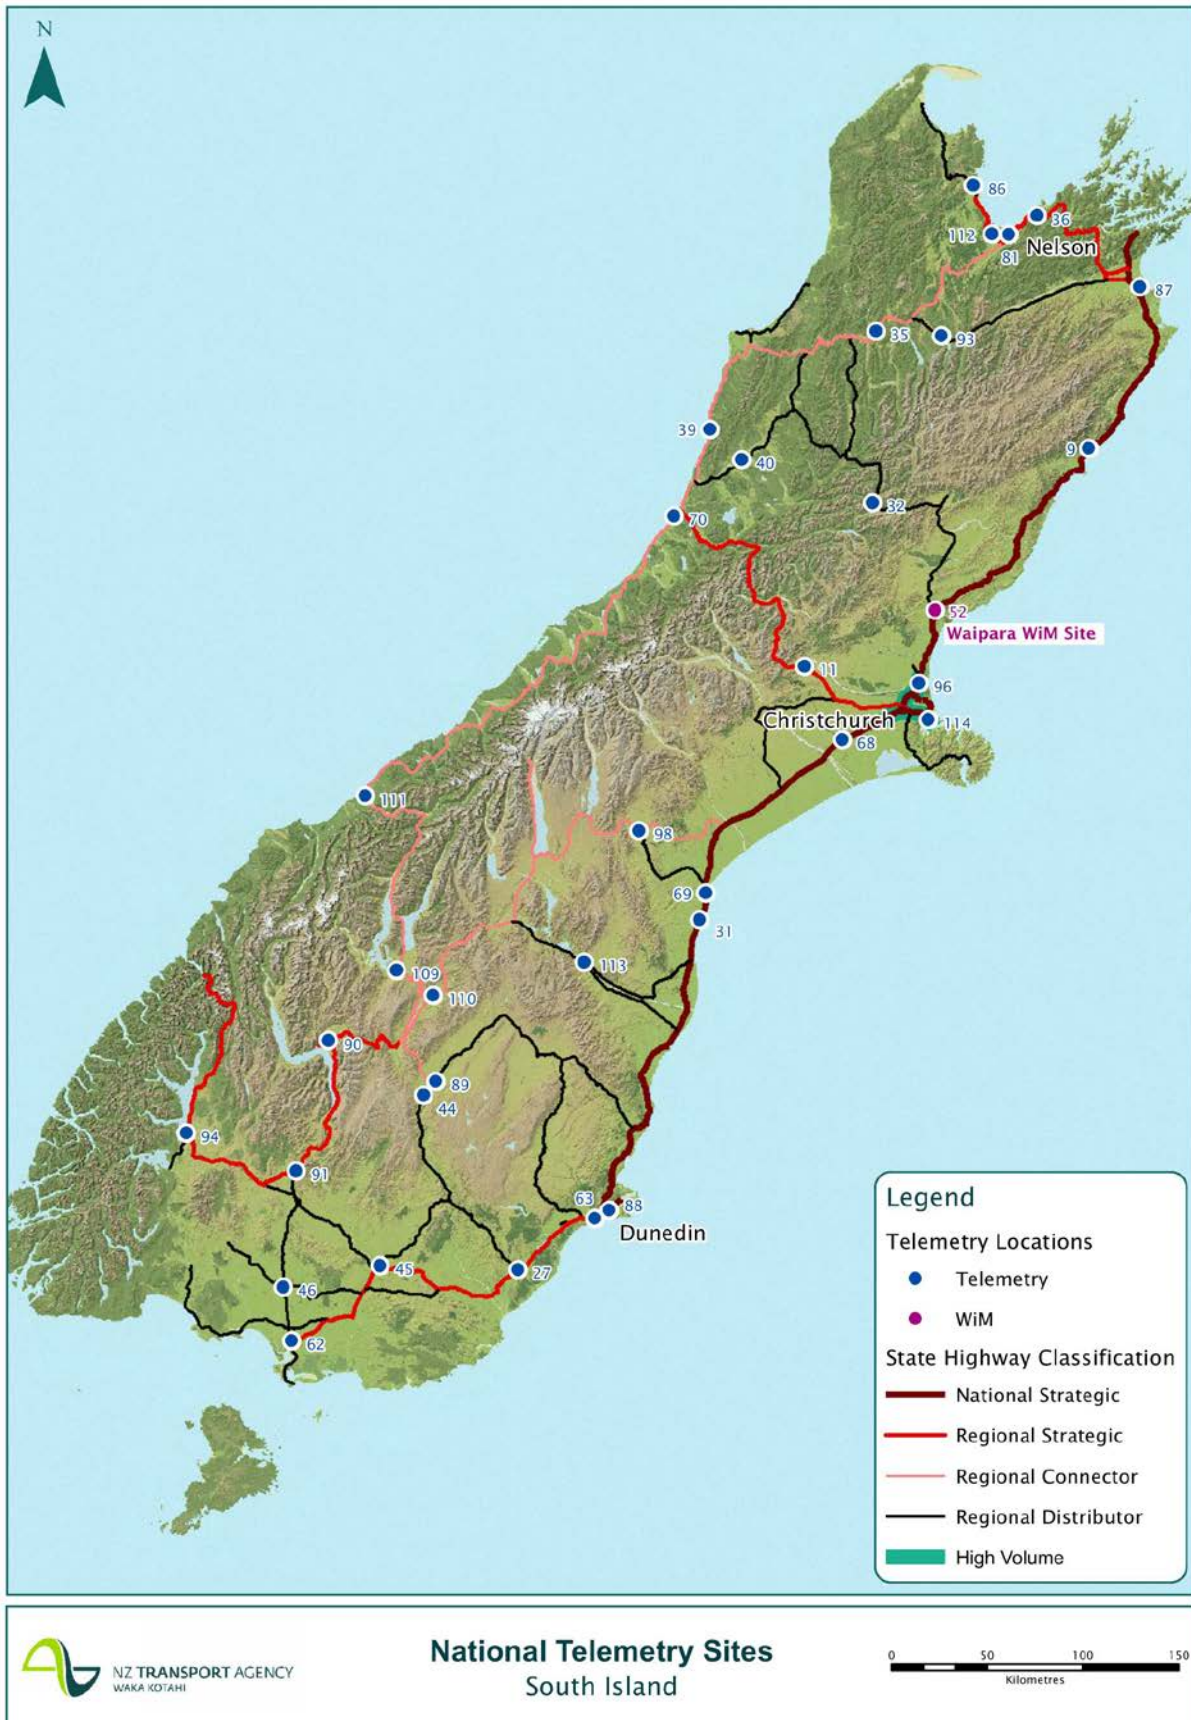 N
86
36
112
81
Nelson
87
35
93
39
9
40
32
70
52
Waipara WiM Site
11
96
Christchurch
114
68
111
98
69
31
113
109
110
90
89
44
94
91
63
88
Dunedin
45
27
46
62
Legend
Telemetry Locations
Telemetry
WiM
State Highway Classification
National Strategic
Regional Strategic
Regional Connector
Regional Distributor
High Volume
NZ TRANSPORT AGENCY
WAKA KOTAHI
National Telemetry Sites
South Island
0 50 100 150
Kilometres